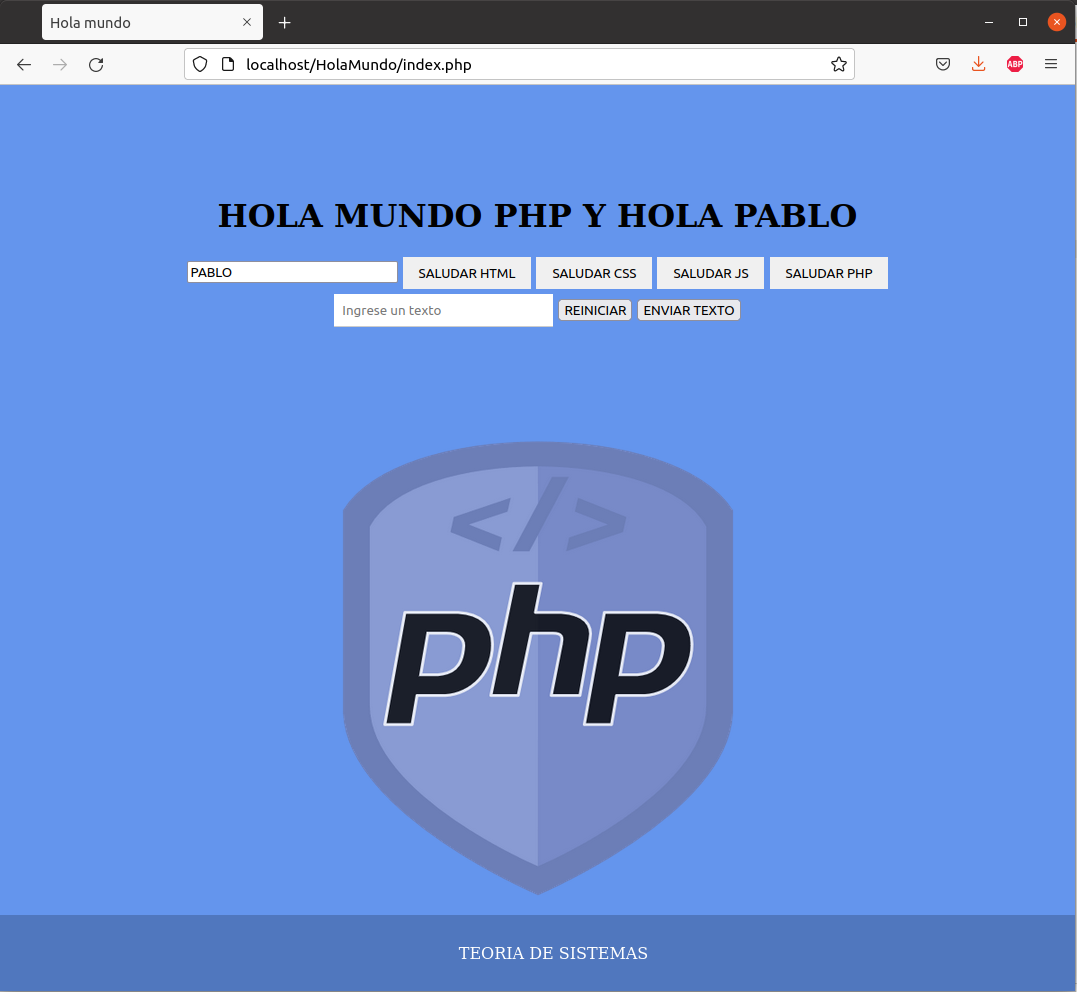 Hola mundo
localhost/HolaMundo/index.php
ABP
HOLA MUNDO PHP Y HOLA PABLO
PABLO SALUDAR HTML SALUDAR CSS SALUDAR JS SALUDAR PHP
Ingrese un texto REINICIAR ENVIAR TEXTO
</>
php
TEORIA DE SISTEMAS